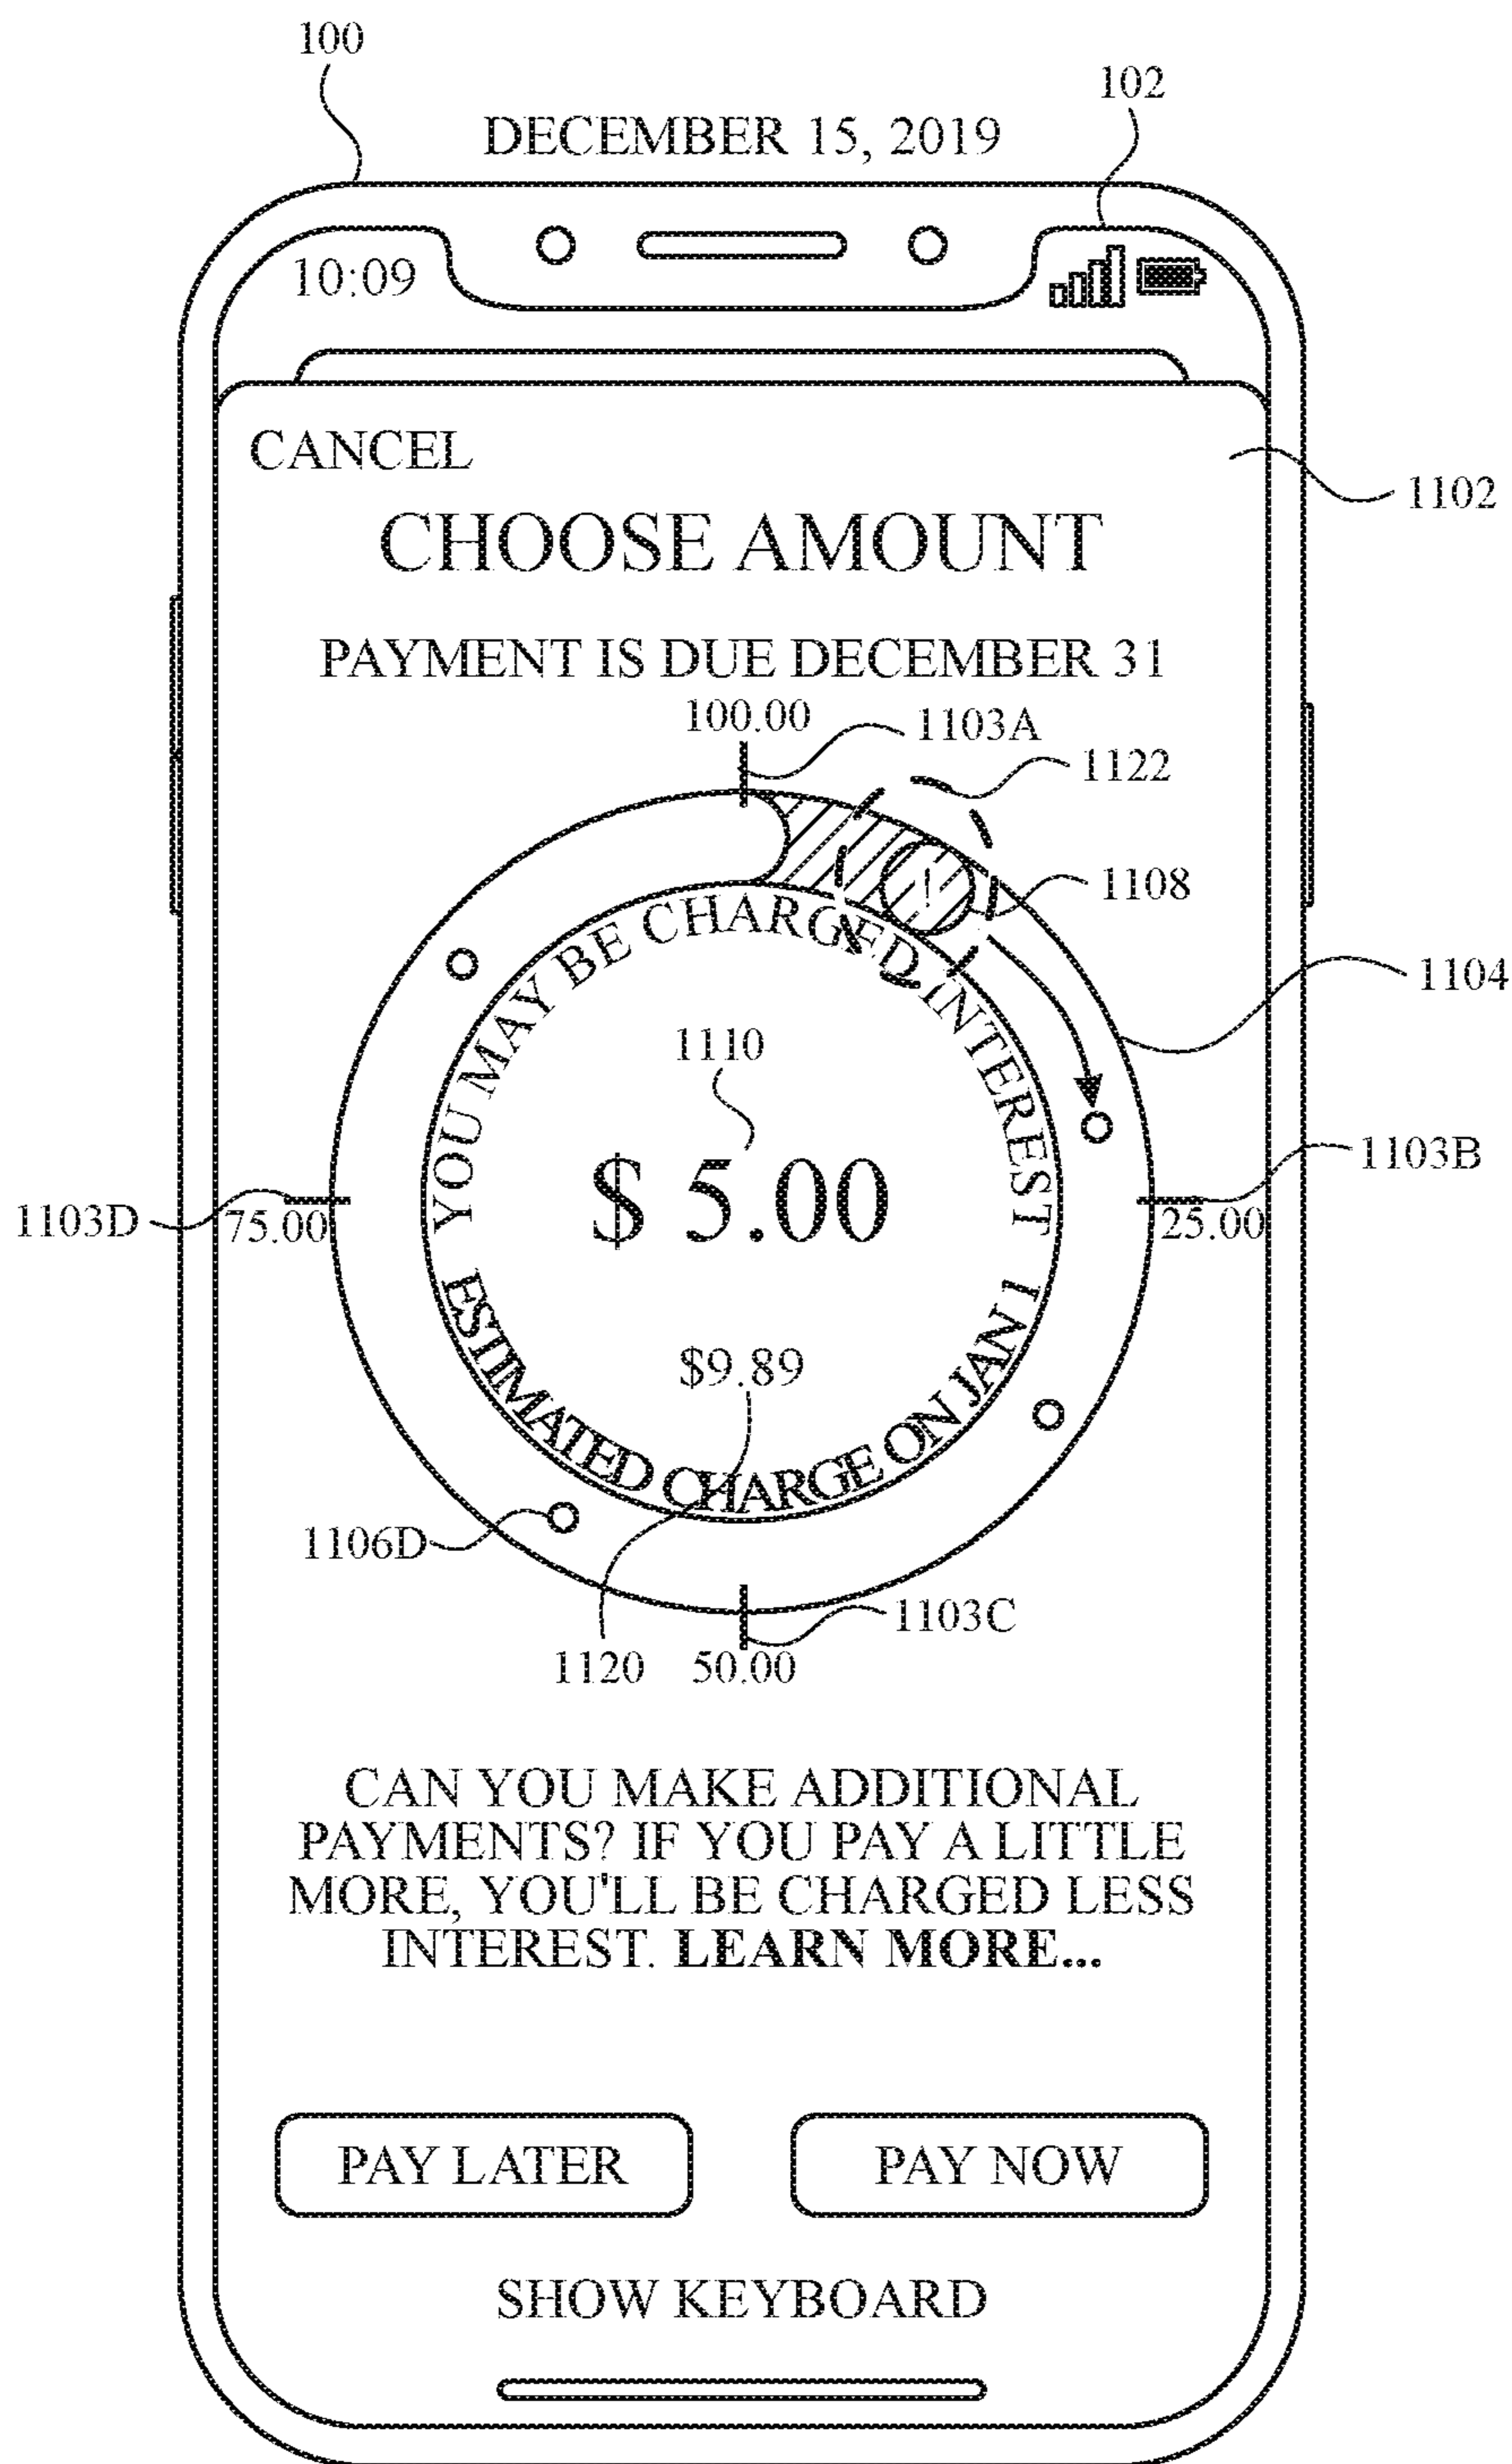 100
102
DECEMBER 15, 2019
10:09
CANCEL
1102
CHOOSE AMOUNT
PAYMENT IS DUE DECEMBER 31
100.00
1103A
1122
1108
1104
YOU MAY BE CHARGED INTEREST
1110
$ 5.00
1103B
1103D
75.00
25.00
$9.89
ESTIMATED CHARGE ON JAN 1
1106D
1103C
1120
50.00
CAN YOU MAKE ADDITIONAL
PAYMENTS? IF YOU PAY A LITTLE
MORE, YOU'LL BE CHARGED LESS
INTEREST. LEARN MORE...
PAY LATER
PAY NOW
SHOW KEYBOARD